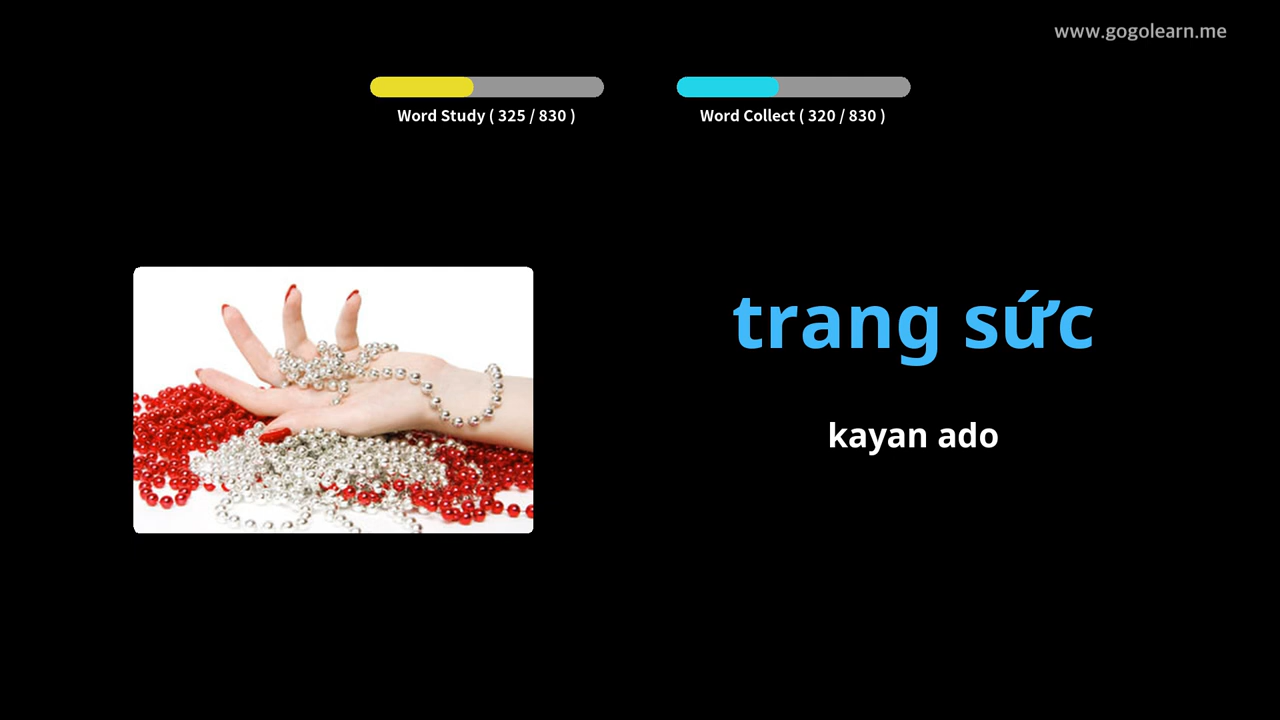 www.gogolearn.me
Word Study ( 325 / 830 )
Word Collect ( 320 / 830 )
trang sức
kayan ado